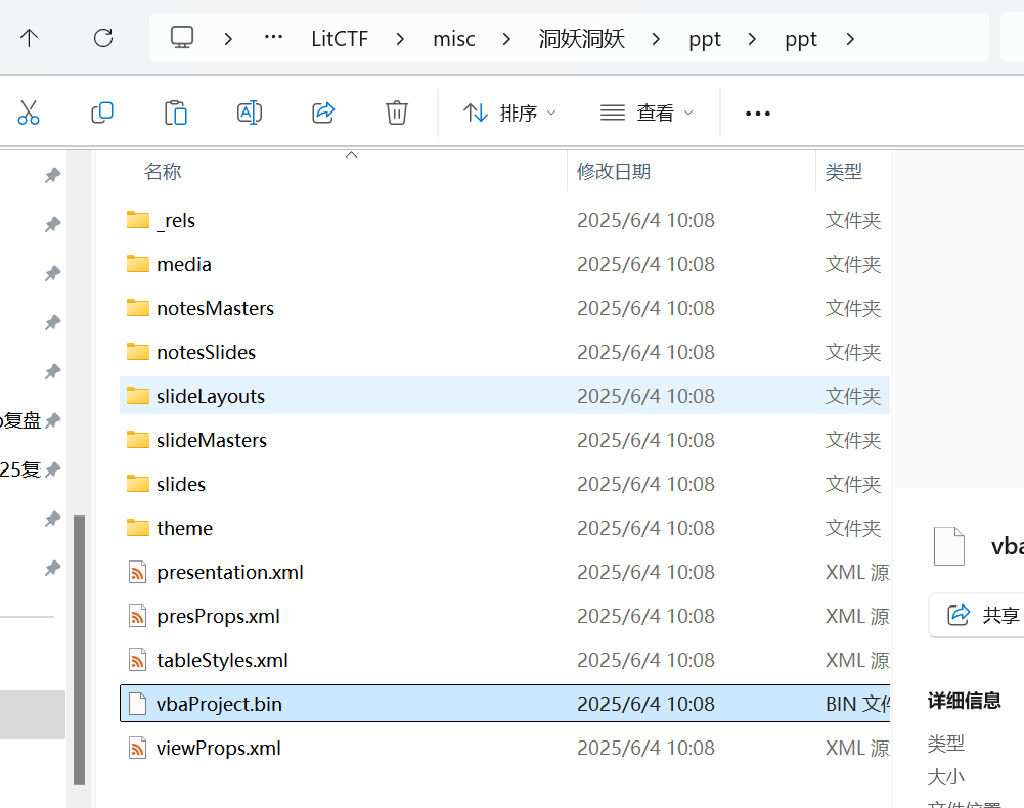 LitCTF > misc > 洞妖洞妖 > ppt > ppt >
排序 查看
名称 修改日期 类型
_rels 2025/6/4 10:08 文件夹
media 2025/6/4 10:08 文件夹
notesMasters 2025/6/4 10:08 文件夹
notesSlides 2025/6/4 10:08 文件夹
slideLayouts 2025/6/4 10:08 文件夹
复盘
slideMasters 2025/6/4 10:08 文件夹
25复
slides 2025/6/4 10:08 文件夹
theme 2025/6/4 10:08 文件夹
presentation.xml 2025/6/4 10:08 XML 源
presProps.xml 2025/6/4 10:08 XML 源
tableStyles.xml 2025/6/4 10:08 XML 源
vbaProject.bin 2025/6/4 10:08 BIN 文件
viewProps.xml 2025/6/4 10:08 XML 源
vba
共享
详细信息
类型
大小
文件位置